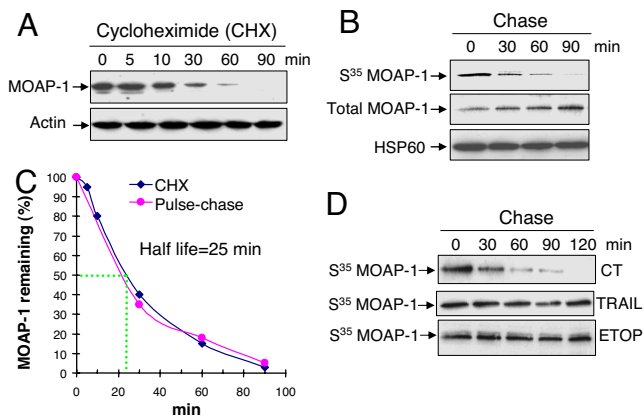 A
Cycloheximide (CHX)
0 5 10 30 60 90 min
MOAP-1
Actin
B
Chase
0 30 60 90 min
S³⁵ MOAP-1
Total MOAP-1
HSP60
C
MOAP-1 remaining (%)
100
90
80
70
60
50
40
30
20
10
0
CHX
Pulse-chase
Half life=25 min
0 20 40 60 80 100
min
D
Chase
0 30 60 90 120 min
S³⁵ MOAP-1 CT
S³⁵ MOAP-1 TRAIL
S³⁵ MOAP-1 ETOP